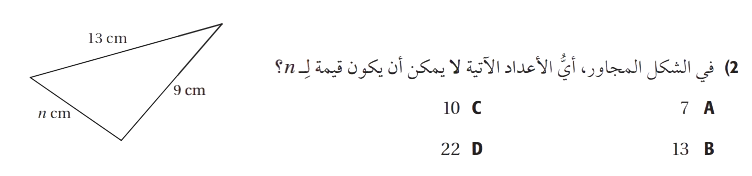 2) في الشكل المجاور، أيُّ الأعداد الآتية لا يمكن أن يكون قيمة لِـ n؟
A 7
C 10
B 13
D 22
13 cm
9 cm
n cm